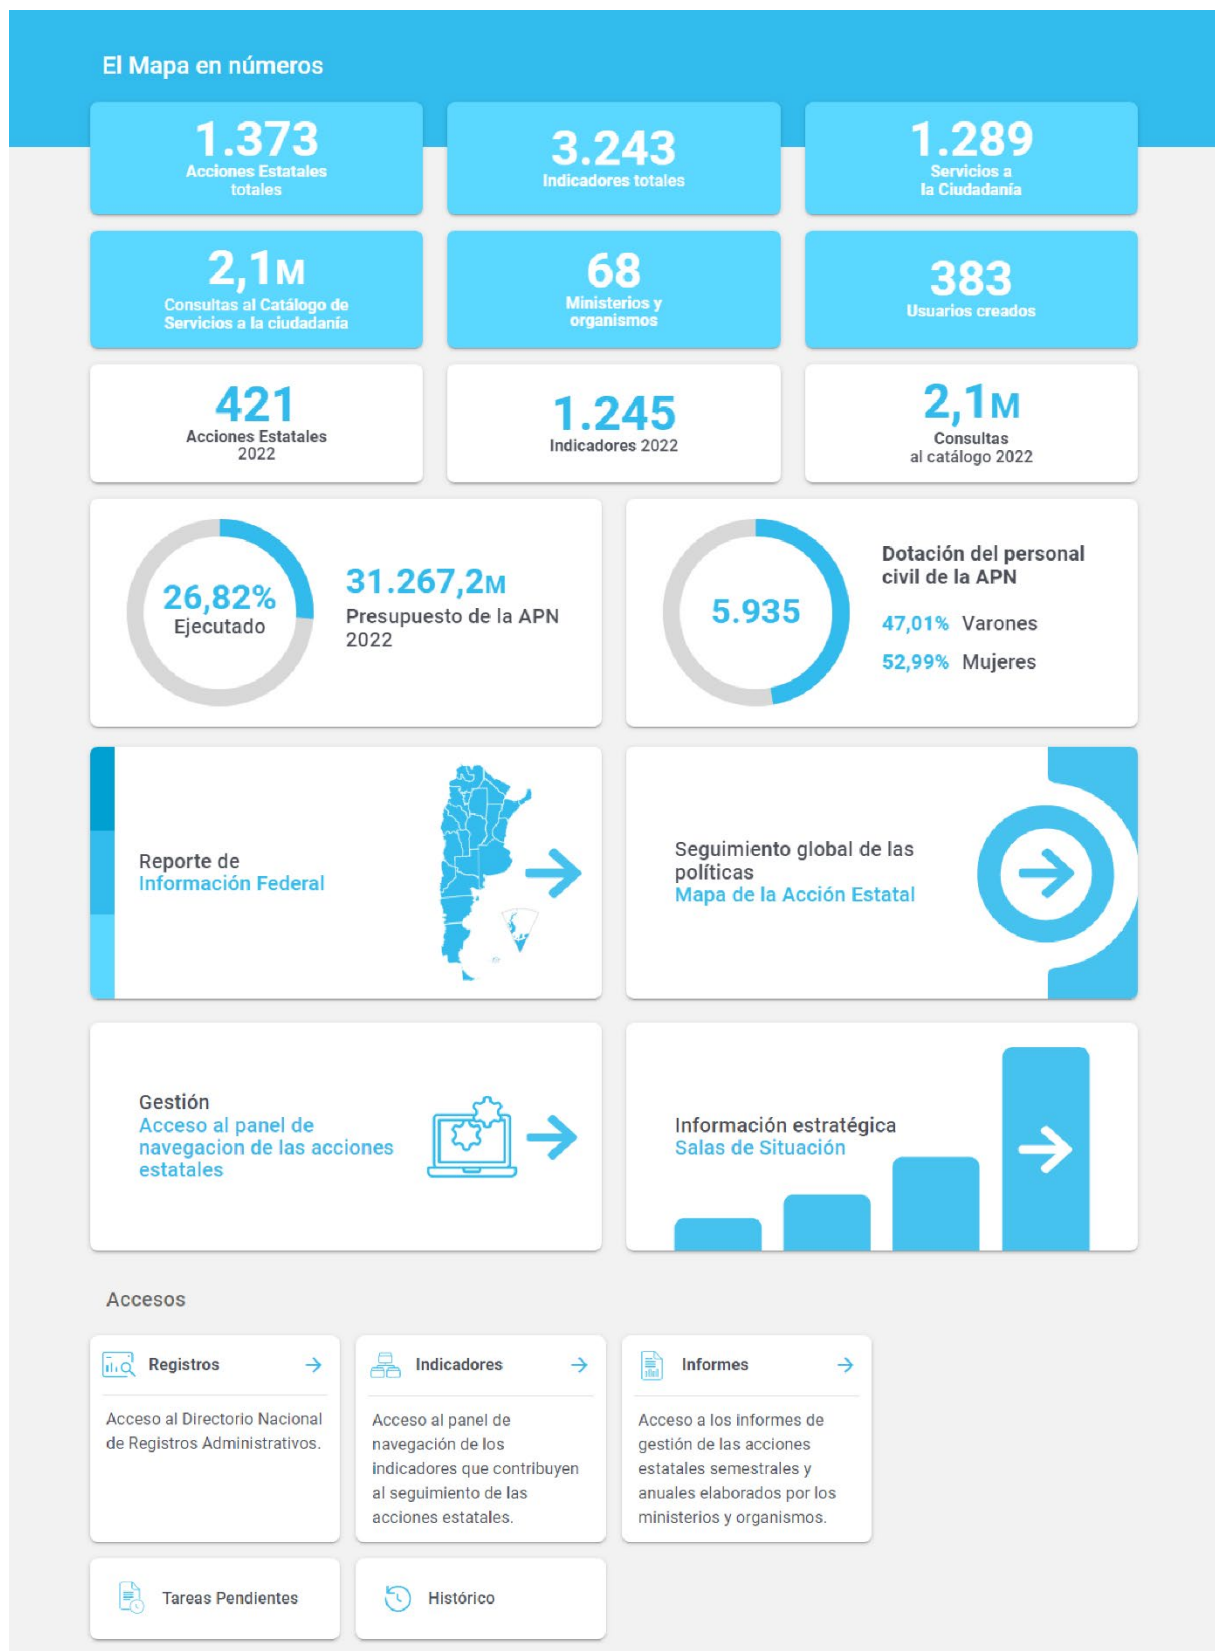 El Mapa en números
1.373
Acciones Estatales
totales
3.243
Indicadores totales
1.289
Servicios a
la Ciudadanía
2,1M
Consultas al Catálogo de
Servicios a la ciudadanía
68
Ministerios y
organismos
383
Usuarios creados
421
Acciones Estatales
2022
1.245
Indicadores 2022
2,1M
Consultas
al catálogo 2022
26,82%
Ejecutado
31.267,2M
Presupuesto de la APN
2022
5.935
Dotación del personal
civil de la APN
47,01% Varones
52,99% Mujeres
Reporte de
Información Federal
Seguimiento global de las
políticas
Mapa de la Acción Estatal
Gestión
Acceso al panel de
navegacion de las acciones
estatales
Información estratégica
Salas de Situación
Accesos
Registros
Acceso al Directorio Nacional
de Registros Administrativos.
Indicadores
Acceso al panel de
navegación de los
indicadores que contribuyen
al seguimiento de las
acciones estatales.
Informes
Acceso a los informes de
gestión de las acciones
estatales semestrales y
anuales elaborados por los
ministerios y organismos.
Tareas Pendientes
Histórico